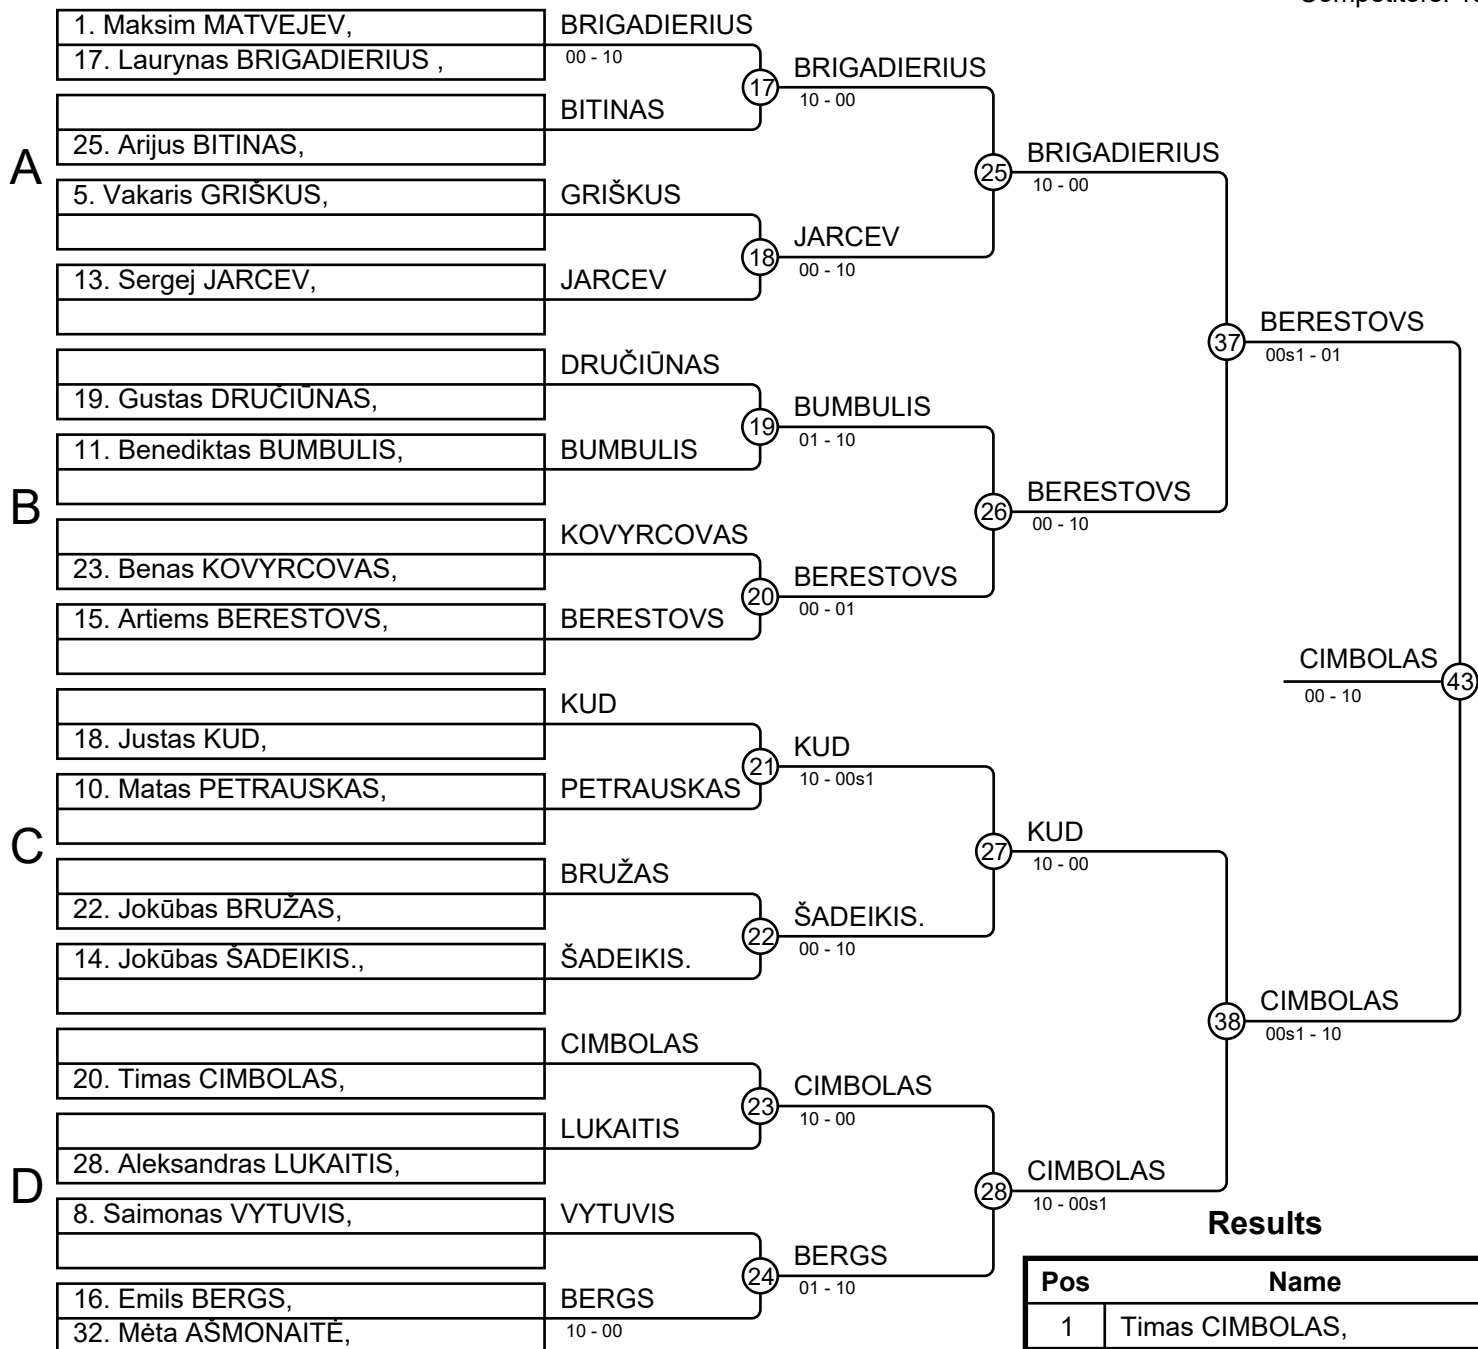 1. Maksim MATVEJEV,
17. Laurynas BRIGADIERIUS ,
25. Arijus BITINAS,
A
5. Vakaris GRIŠKUS,
13. Sergej JARCEV,
19. Gustas DRUČIŪNAS,
11. Benediktas BUMBULIS,
B
23. Benas KOVYRCOVAS,
15. Artiems BERESTOVS,
18. Justas KUD,
10. Matas PETRAUSKAS,
C
22. Jokūbas BRUŽAS,
14. Jokūbas ŠADEIKIS.,
20. Timas CIMBOLAS,
28. Aleksandras LUKAITIS,
D
8. Saimonas VYTUVIS,
16. Emils BERGS,
32. Mėta AŠMONAITĖ,
BRIGADIERIUS
00 - 10
BITINAS
GRIŠKUS
JARCEV
DRUČIŪNAS
BUMBULIS
KOVYRCOVAS
BERESTOVS
KUD
PETRAUSKAS
BRUŽAS
ŠADEIKIS.
CIMBOLAS
LUKAITIS
VYTUVIS
BERGS
10 - 00
17
BRIGADIERIUS
10 - 00
18
JARCEV
00 - 10
19
BUMBULIS
01 - 10
20
BERESTOVS
00 - 01
21
KUD
10 - 00s1
22
ŠADEIKIS.
00 - 10
23
CIMBOLAS
10 - 00
24
BERGS
01 - 10
25
BRIGADIERIUS
10 - 00
26
BERESTOVS
00 - 10
27
KUD
10 - 00
28
CIMBOLAS
10 - 00s1
37
BERESTOVS
00s1 - 01
38
CIMBOLAS
00s1 - 10
CIMBOLAS
43
00 - 10
Results
Pos Name
1 Timas CIMBOLAS,